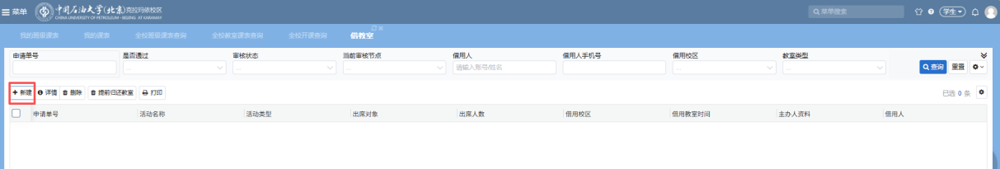 菜单 中国石油大学(北京)克拉玛依校区 菜单搜索 学生
CHINA UNIVERSITY OF PETROLEUM-BEIJING AT KARAMAY
我的班级课表 我的课表 全校班级课表查询 全校教室课表查询 全校开课查询 借教室
申请单号 是否通过 审核状态 当前审核节点 借用人 借用人手机号 借用校区 教室类型
... ... ... 请输入账号/姓名 ... ... 查询 重置
+ 新建 详情 删除 提前归还教室 打印 已选 0 条
申请单号 活动名称 活动类型 出席对象 出席人数 借用校区 借用教室时间 主办人资料 借用人